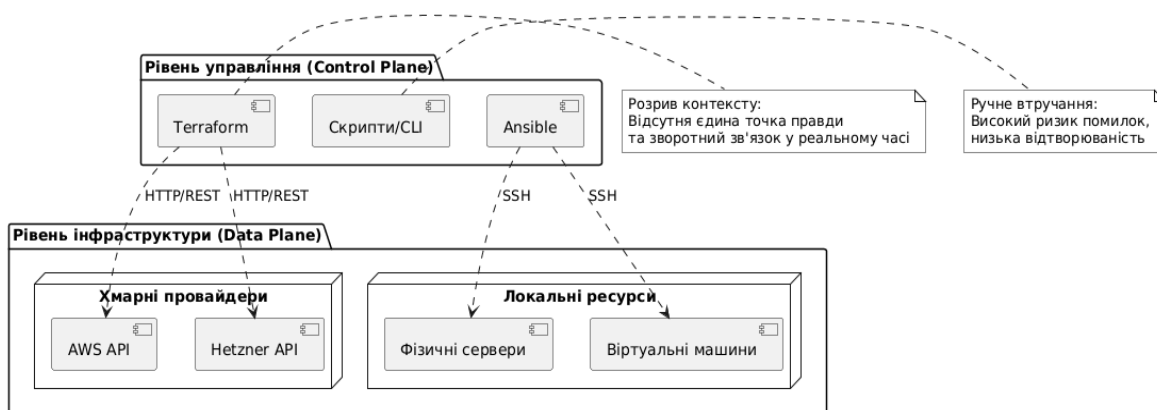 Рівень управління (Control Plane)
Terraform
Скрипти/CLI
Ansible
Розрив контексту:
Відсутня єдина точка правди
та зворотний зв'язок у реальному часі
Ручне втручання:
Високий ризик помилок,
низька відтворюваність
HTTP/REST
HTTP/REST
SSH
SSH
Рівень інфраструктури (Data Plane)
Хмарні провайдери
AWS API
Hetzner API
Локальні ресурси
Фізичні сервери
Віртуальні машини